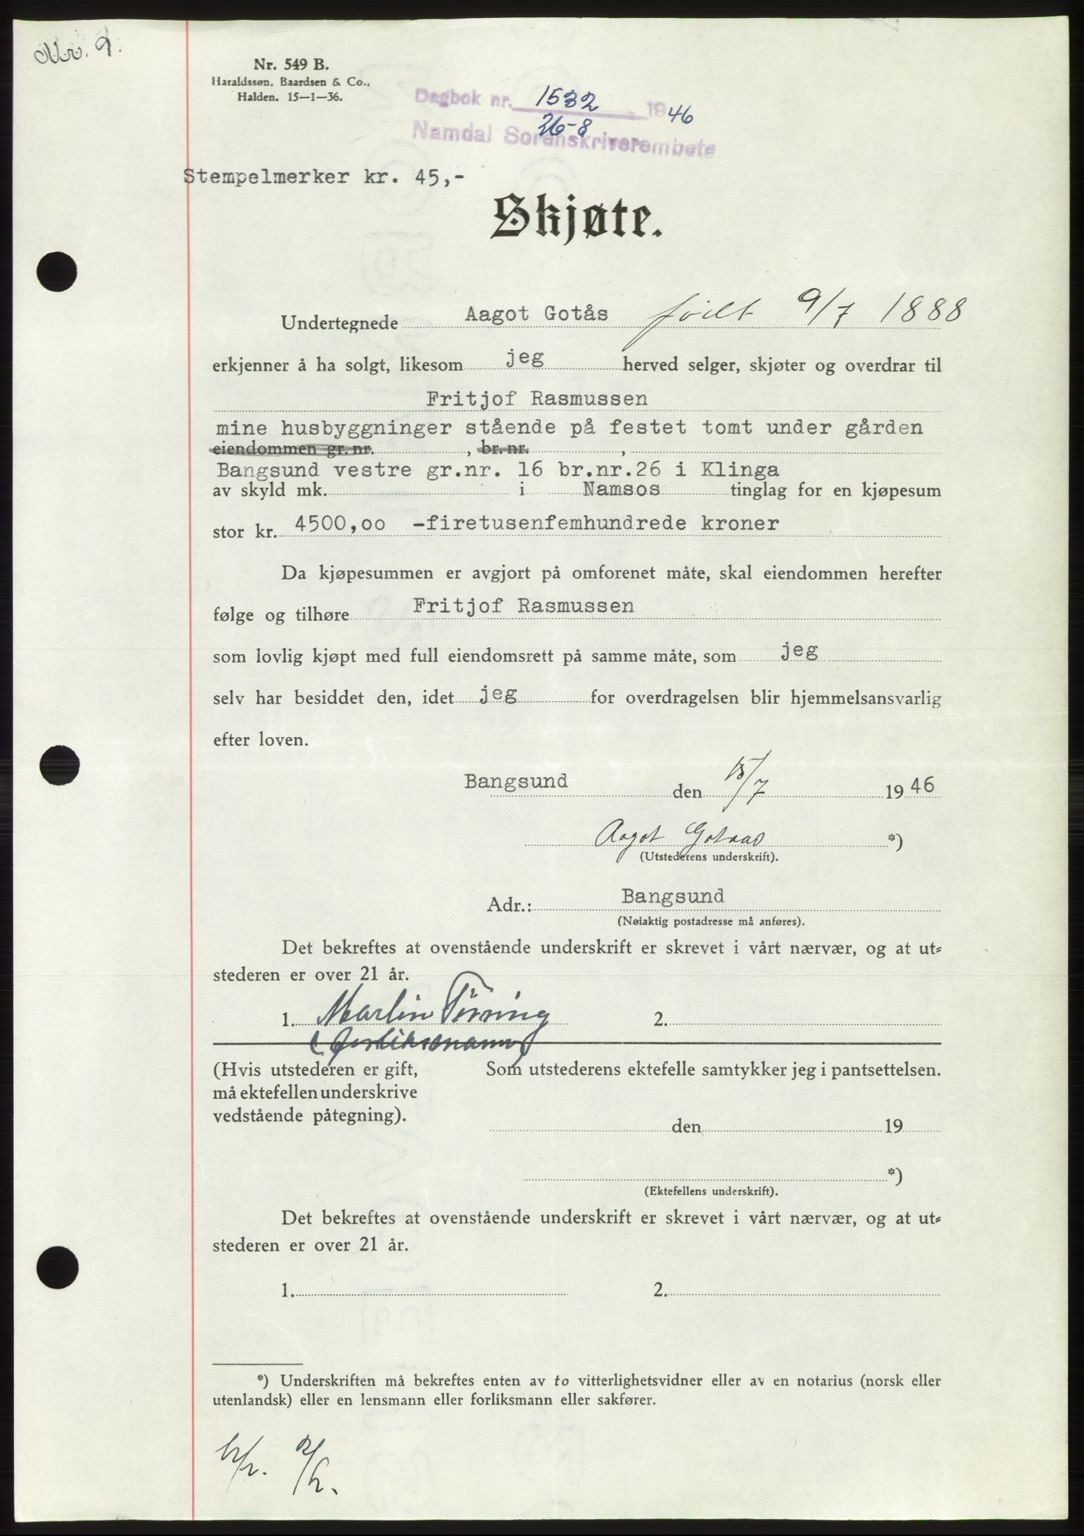 Nr. 9.
Nr. 549 B.
Haraldssøn, Baardsen & Co.,
Halden. 15—1—36.
Dagbok nr. 1532 1946
26-8
Namdal Sorenskriverembete
Stempelmerker kr. 45,-
Skjøte.
Undertegnede Aagot Gotås født 9/7 1888
erkjenner å ha solgt, likesom jeg herved selger, skjøter og overdrar til
Fritjof Rasmussen
mine husbyggninger stående på festet tomt under gården
eiendommen gr. nr. , br. nr. ,
Bangsund vestre gr.nr. 16 br.nr.26 i Klinga
av skyld mk. i Namsos tinglag for en kjøpesum
stor kr. 4500,oo -firetusenfemhundrede kroner
Da kjøpesummen er avgjort på omforenet måte, skal eiendommen herefter
følge og tilhøre Fritjof Rasmussen
som lovlig kjøpt med full eiendomsrett på samme måte, som jeg
selv har besiddet den, idet jeg for overdragelsen blir hjemmelsansvarlig
efter loven.
Bangsund den 15/7 1946
Aagot Gotaas *)
(Utstederens underskrift).
Adr.: Bangsund
(Nøiaktig postadresse må anføres).
Det bekreftes at ovenstående underskrift er skrevet i vårt nærvær, og at ut-
stederen er over 21 år.
1. Martin Tørring 2.
(forliksmann)
(Hvis utstederen er gift, Som utstederens ektefelle samtykker jeg i pantsettelsen.
må ektefellen underskrive
vedstående påtegning).
den 19
*)
(Ektefellens underskrift).
Det bekreftes at ovenstående underskrift er skrevet i vårt nærvær, og at ut-
stederen er over 21 år.
1. 2.
*) Underskriften må bekreftes enten av to vitterlighetsvidner eller av en notarius (norsk eller
utenlandsk) eller en lensmann eller forliksmann eller sakfører.